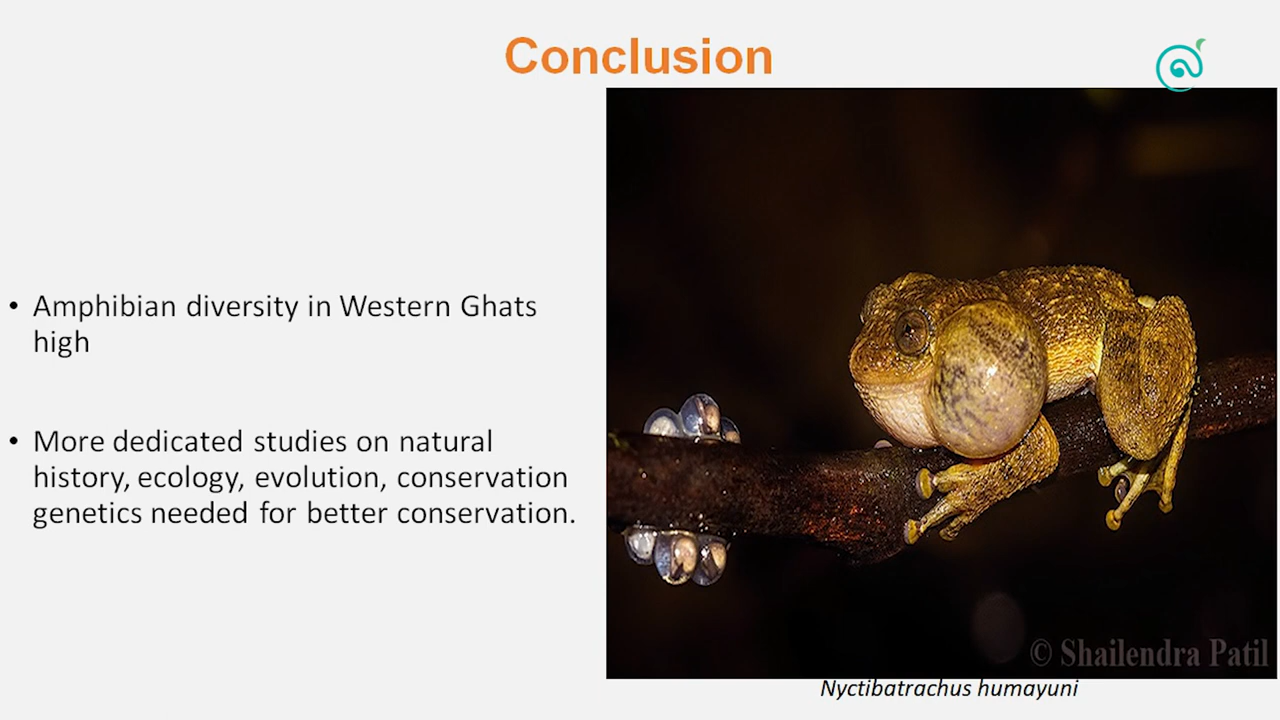 Conclusion
• Amphibian diversity in Western Ghats
high
• More dedicated studies on natural
history, ecology, evolution, conservation
genetics needed for better conservation.
© Shailendra Patil
Nyctibatrachus humayuni